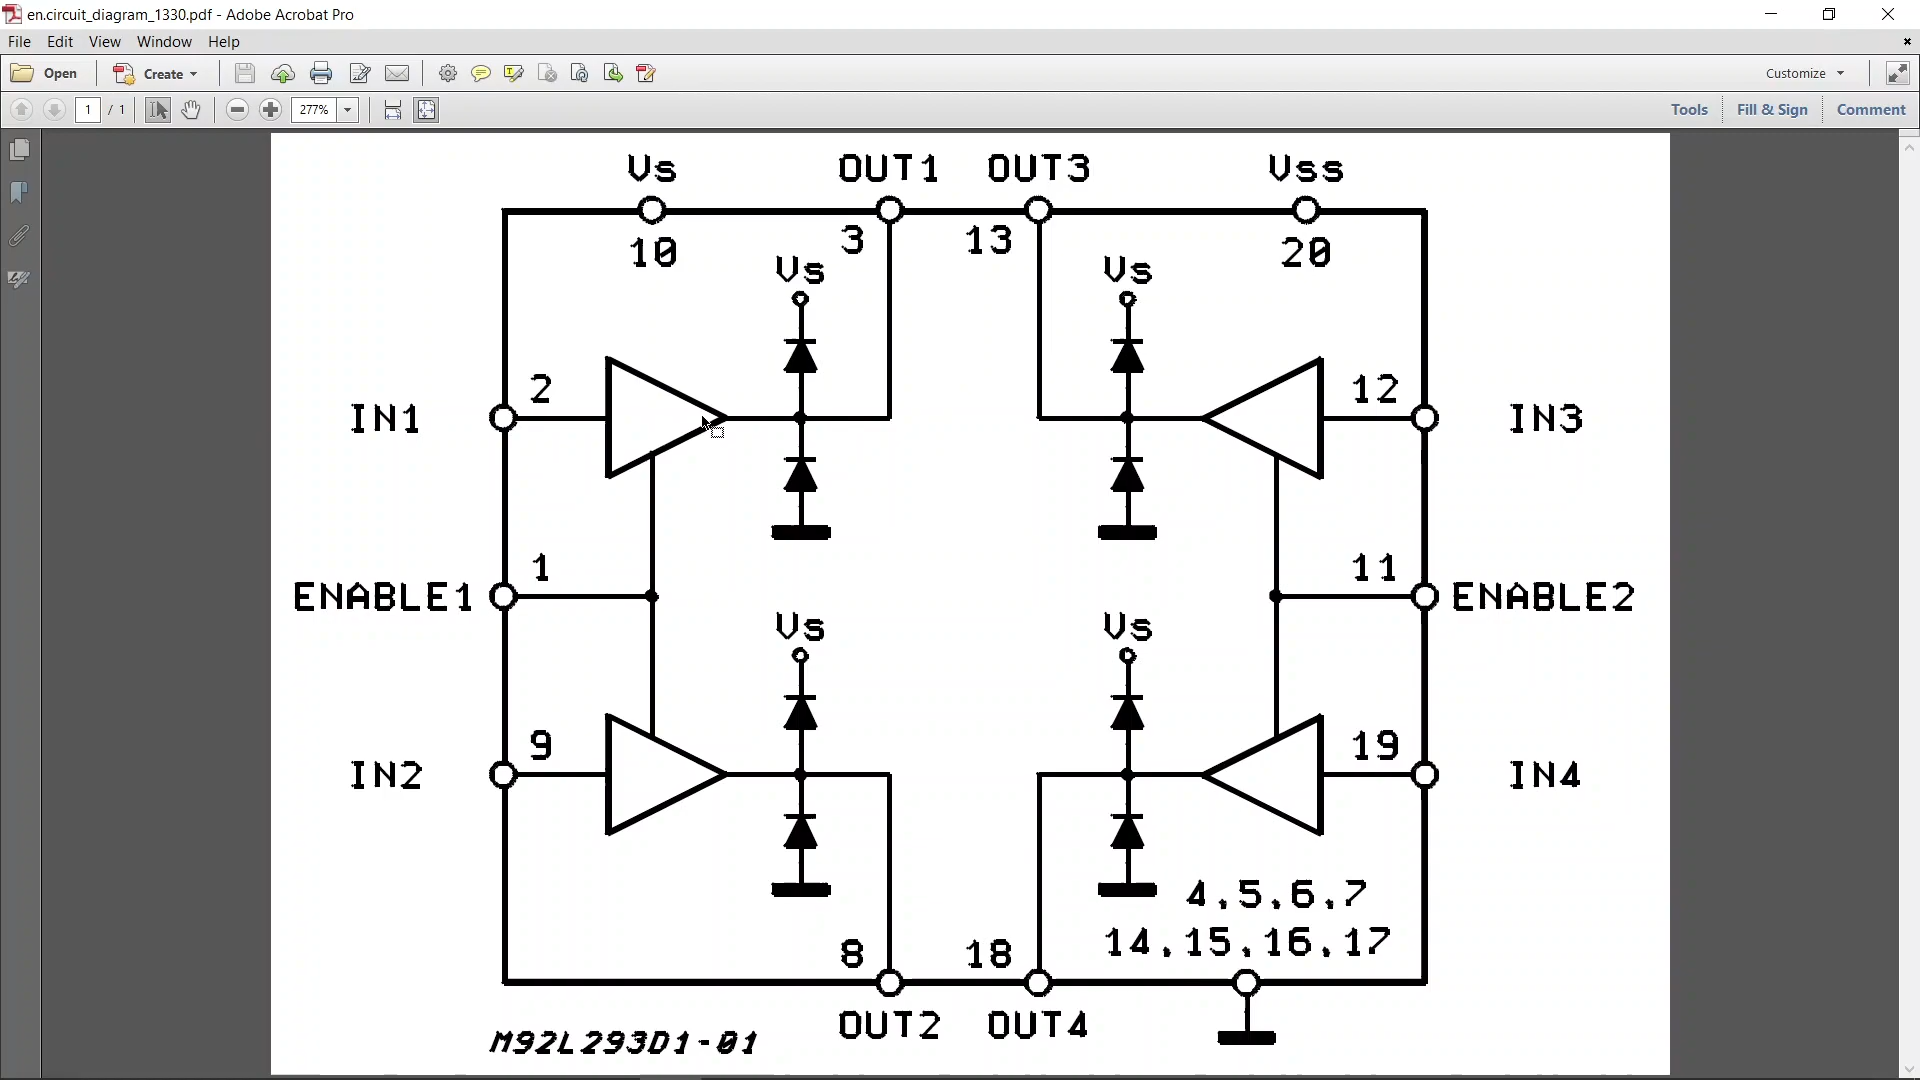 en.circuit_diagram_1330.pdf - Adobe Acrobat Pro
File Edit View Window Help
Open Create Customize
1 / 1 277% Tools Fill & Sign Comment
Vs OUT1 OUT3 Vss
10 3 13 20
Vs Vs
2 12
IN1 IN3
1 11
ENABLE1 ENABLE2
Vs Vs
9 19
IN2 IN4
4,5,6,7
8 18 14,15,16,17
OUT2 OUT4
M92L293D1-01